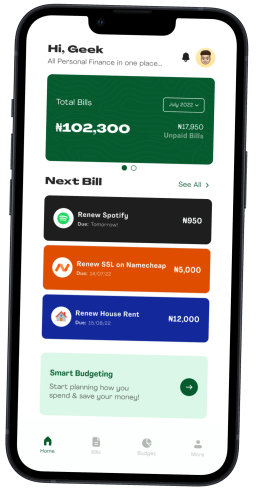 Hi, Geek
All Personal Finance in one place...
Total Bills
July 2022
₦102,300
₦17,950
Unpaid Bills
Next Bill
See All
Renew Spotify
Due: Tomorrow!
₦950
Renew SSL on Namecheap
Due: 14/07/22
₦5,000
Renew House Rent
Due: 15/08/22
₦12,000
Smart Budgeting
Start planning how you
spend & save your money!
Home
Bills
Budget
More